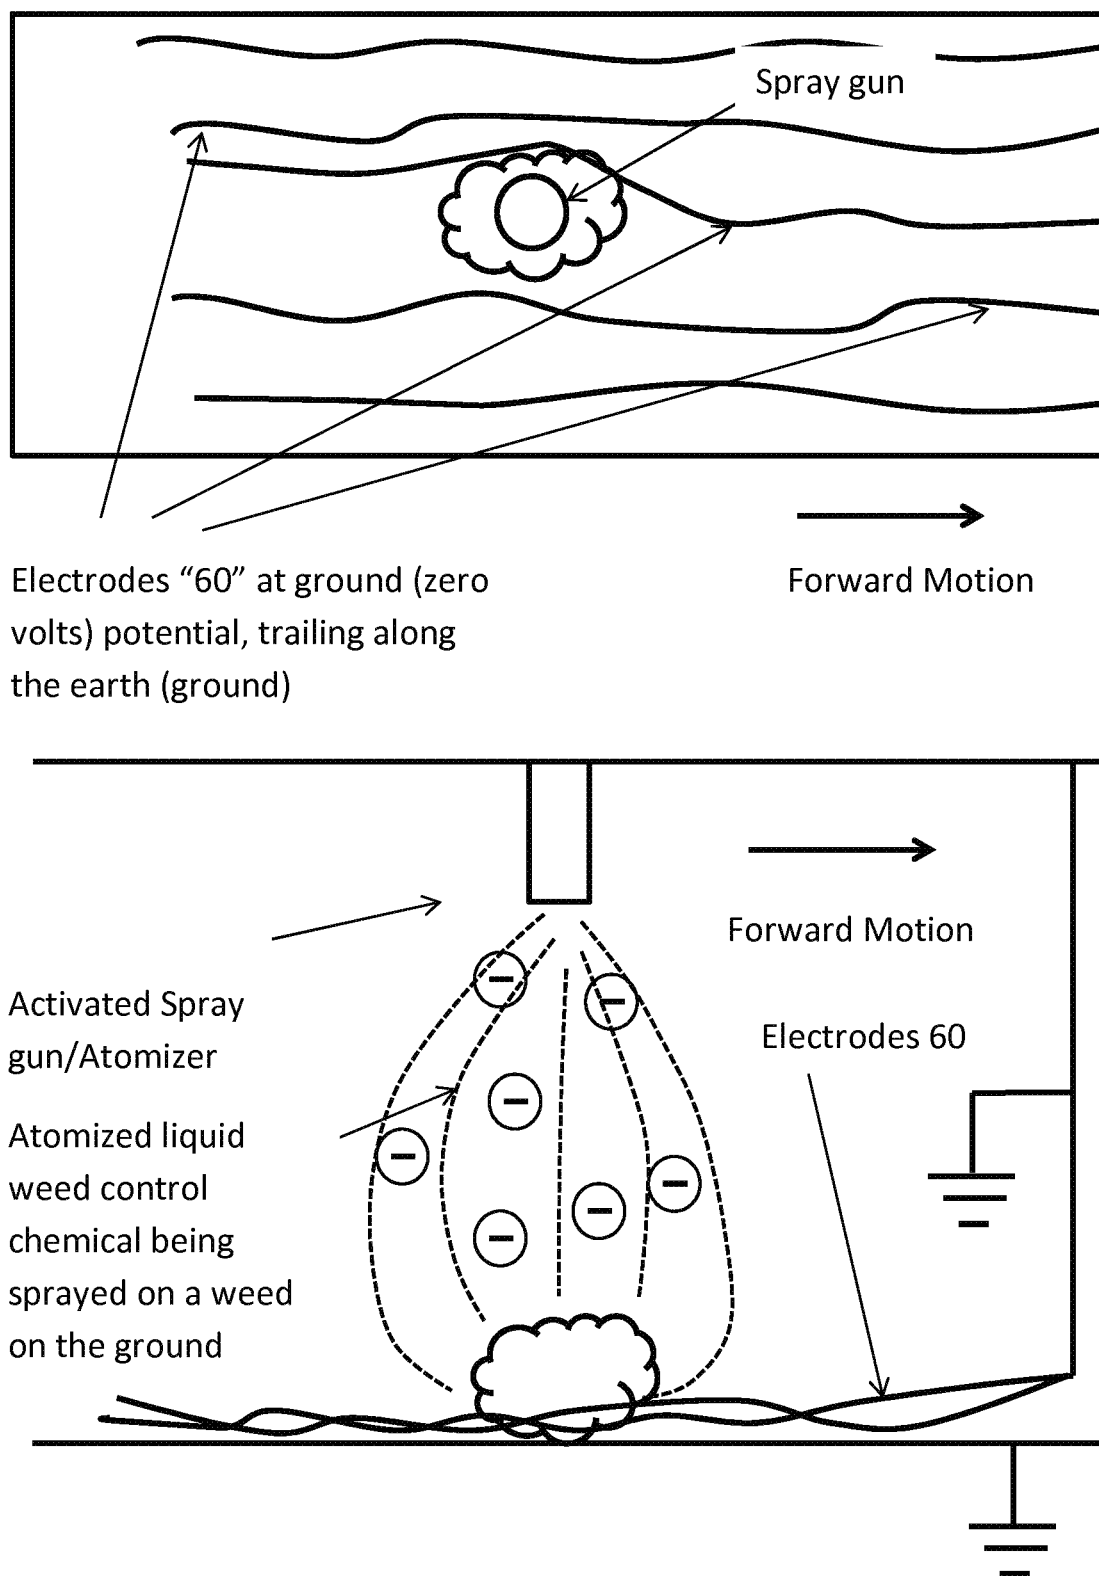 Spray gun
Electrodes “60” at ground (zero
volts) potential, trailing along
the earth (ground)
Forward Motion
Forward Motion
Activated Spray
gun/Atomizer
Electrodes 60
Atomized liquid
weed control
chemical being
sprayed on a weed
on the ground